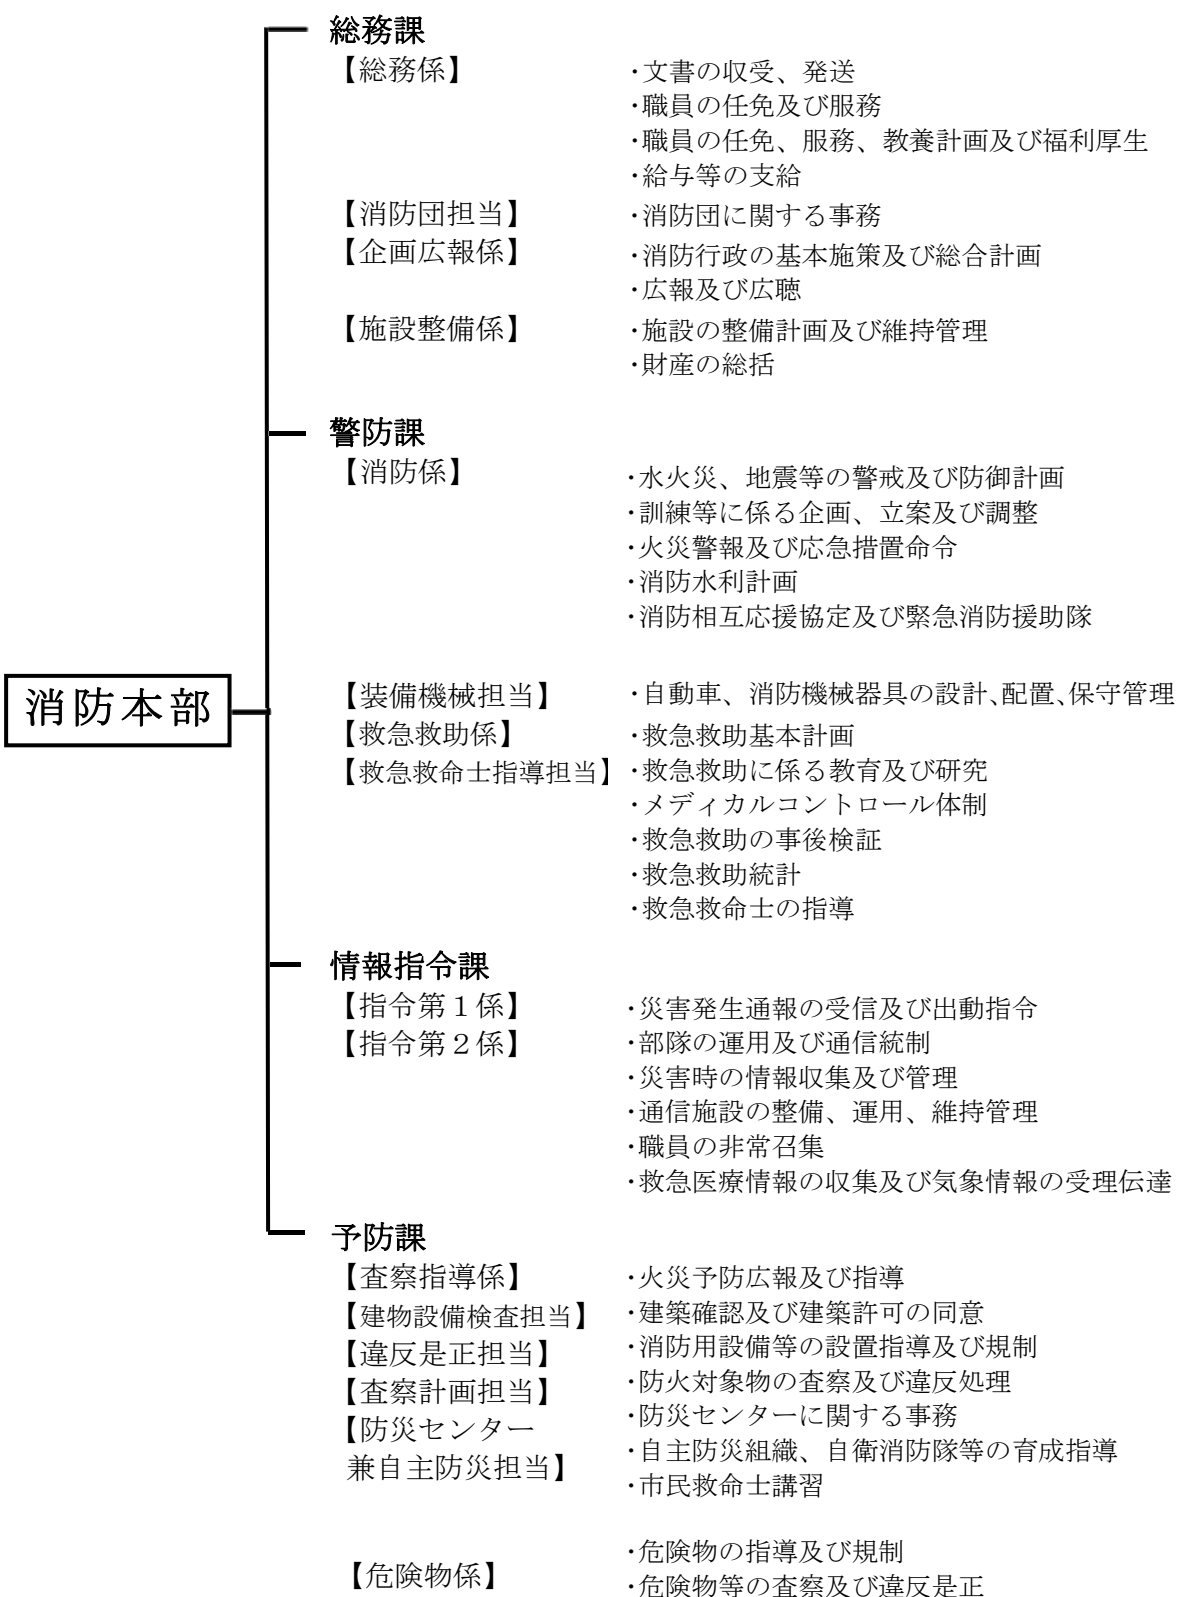 総務課
【総務係】 ・文書の収受、発送
・職員の任免及び服務
・職員の任免、服務、教養計画及び福利厚生
・給与等の支給
【消防団担当】 ・消防団に関する事務
【企画広報係】 ・消防行政の基本施策及び総合計画
・広報及び広聴
【施設整備係】 ・施設の整備計画及び維持管理
・財産の総括
警防課
【消防係】 ・水火災、地震等の警戒及び防御計画
・訓練等に係る企画、立案及び調整
・火災警報及び応急措置命令
・消防水利計画
・消防相互応援協定及び緊急消防援助隊
消防本部
【装備機械担当】 ・自動車、消防機械器具の設計、配置、保守管理
【救急救助係】 ・救急救助基本計画
【救急救命士指導担当】 ・救急救助に係る教育及び研究
・メディカルコントロール体制
・救急救助の事後検証
・救急救助統計
・救急救命士の指導
情報指令課
【指令第１係】 ・災害発生通報の受信及び出動指令
【指令第２係】 ・部隊の運用及び通信統制
・災害時の情報収集及び管理
・通信施設の整備、運用、維持管理
・職員の非常召集
・救急医療情報の収集及び気象情報の受理伝達
予防課
【査察指導係】 ・火災予防広報及び指導
【建物設備検査担当】 ・建築確認及び建築許可の同意
【違反是正担当】 ・消防用設備等の設置指導及び規制
【査察計画担当】 ・防火対象物の査察及び違反処理
【防災センター ・防災センターに関する事務
兼自主防災担当】 ・自主防災組織、自衛消防隊等の育成指導
・市民救命士講習
【危険物係】 ・危険物の指導及び規制
・危険物等の査察及び違反是正